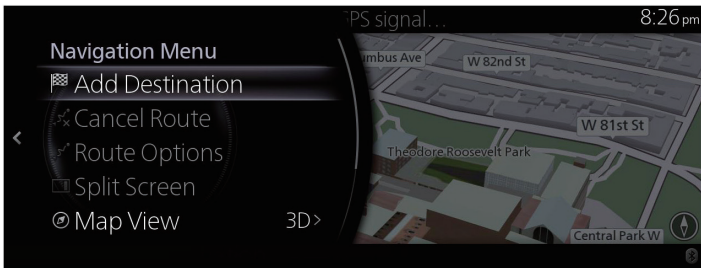 GPS signal...
8:26 pm
Navigation Menu
Add Destination
Cancel Route
Route Options
Split Screen
Map View 3D>
Ave
W 82nd St
W 81st St
Theodore Roosevelt Park
Central Park W